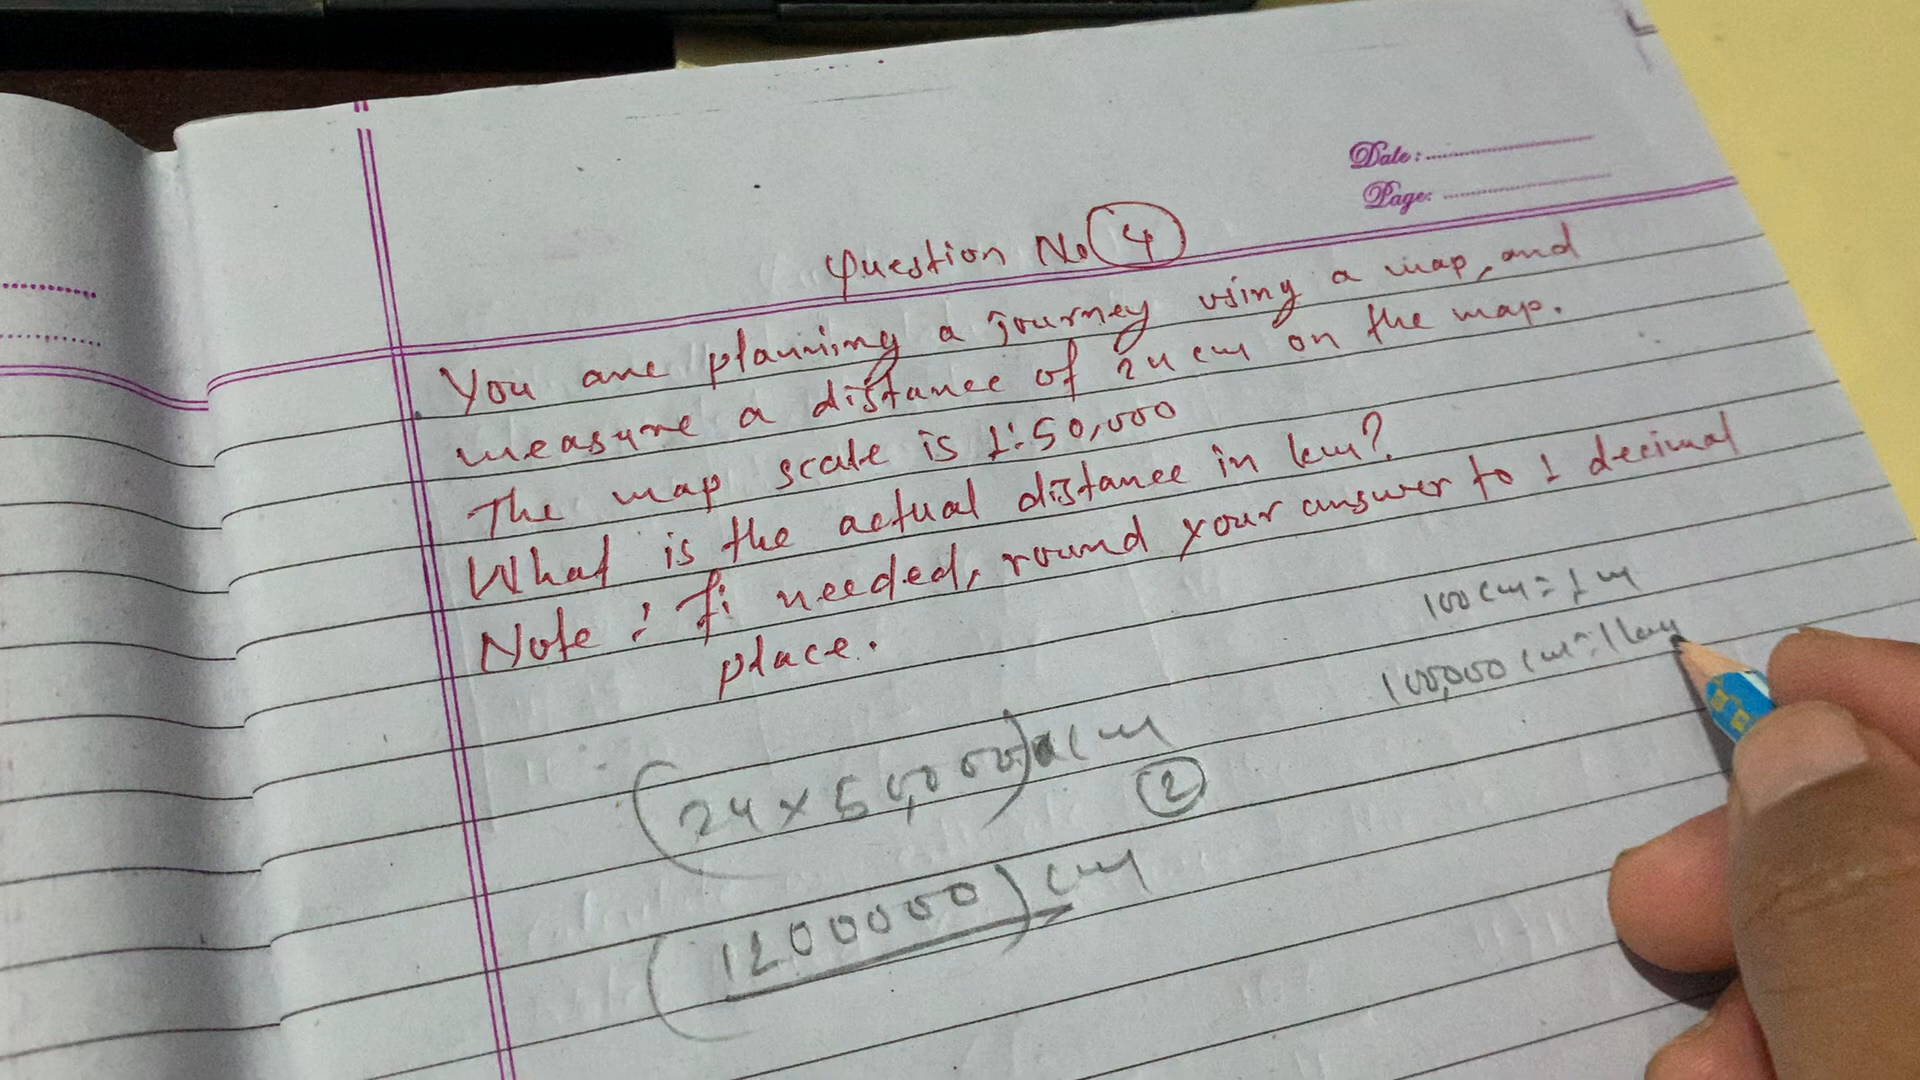 Date:
Page:
Question No 4
You are planning a journey using a map, and
measure a distance of 24 cm on the map.
The map scale is 1:50,000
What is the actual distance in km?
Note: If needed, round your answer to 1 decimal
place.
100 cm = 1 m
100,000 cm = 1 km
(24 x 50,000) cm
2
(1200000) cm